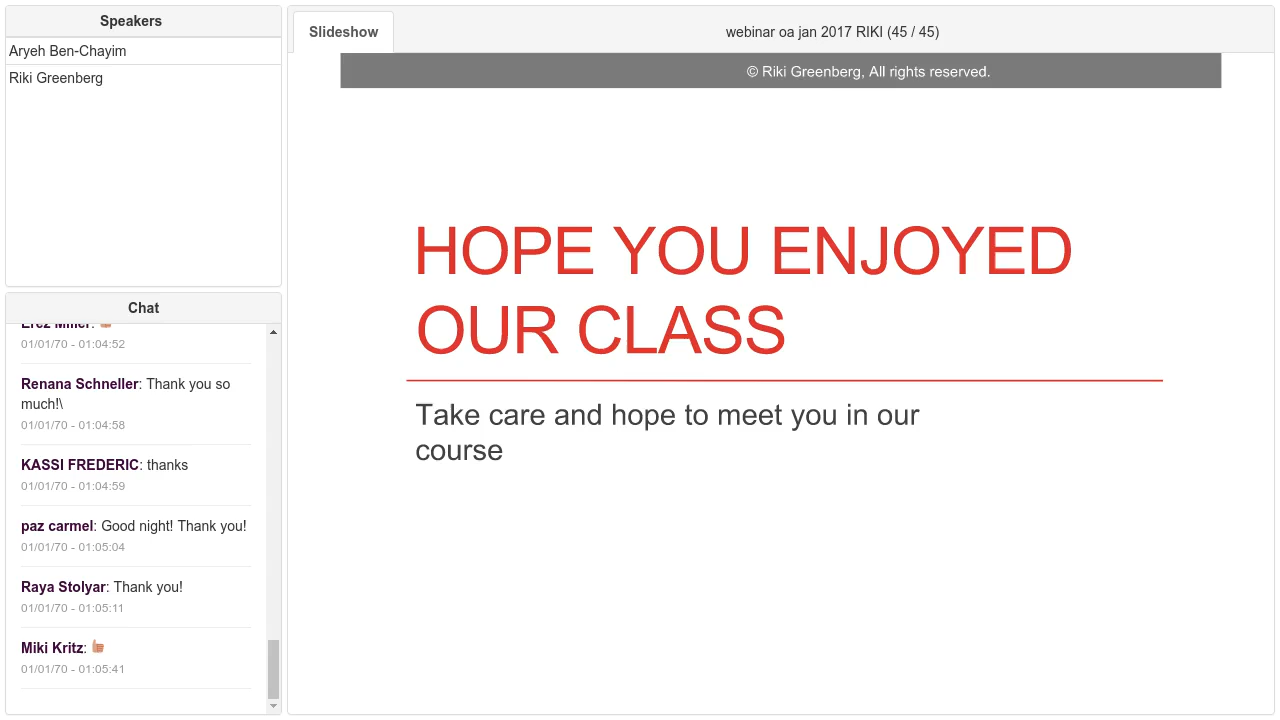 Speakers
Aryeh Ben-Chayim
Riki Greenberg
Chat
Erez Miller:
01/01/70 - 01:04:52
Renana Schneller: Thank you so
much!\
01/01/70 - 01:04:58
KASSI FREDERIC: thanks
01/01/70 - 01:04:59
paz carmel: Good night! Thank you!
01/01/70 - 01:05:04
Raya Stolyar: Thank you!
01/01/70 - 01:05:11
Miki Kritz: 👍
01/01/70 - 01:05:41
Slideshow
webinar oa jan 2017 RIKI (45 / 45)
© Riki Greenberg, All rights reserved.
HOPE YOU ENJOYED
OUR CLASS
Take care and hope to meet you in our
course